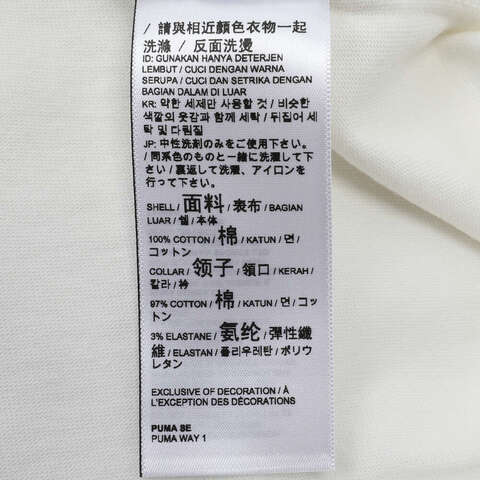 / 請與相近顏色衣物一起
洗滌 / 反面洗燙
ID: GUNAKAN HANYA DETERJEN
LEMBUT / CUCI DENGAN WARNA
SERUPA / CUCI DAN SETRIKA DENGAN
BAGIAN DALAM DI LUAR
KR: 약한 세제만 사용할 것 / 비슷한
색깔의 옷감과 함께 세탁 / 뒤집어 세
탁 및 다림질
JP: 中性洗剤のみをご使用下さい。
/ 同系色のものと一緒に洗濯して下さい
/ 裏返して洗濯、アイロンを
行って下さい。
SHELL / 面料 / 表布 / BAGIAN
LUAR / 쉘 / 本体
100% COTTON / 棉 / KATUN / 면 /
コットン
COLLAR / 领子 / 領口 / KERAH /
칼라 / 衿
97% COTTON / 棉 / KATUN / 면 / コッ
トン
3% ELASTANE / 氨纶 / 彈性纖
維 / ELASTAN / 폴리우레탄 / ポリウ
レタン
EXCLUSIVE OF DECORATION / À
L'EXCEPTION DES DÉCORATIONS
PUMA SE
PUMA WAY 1